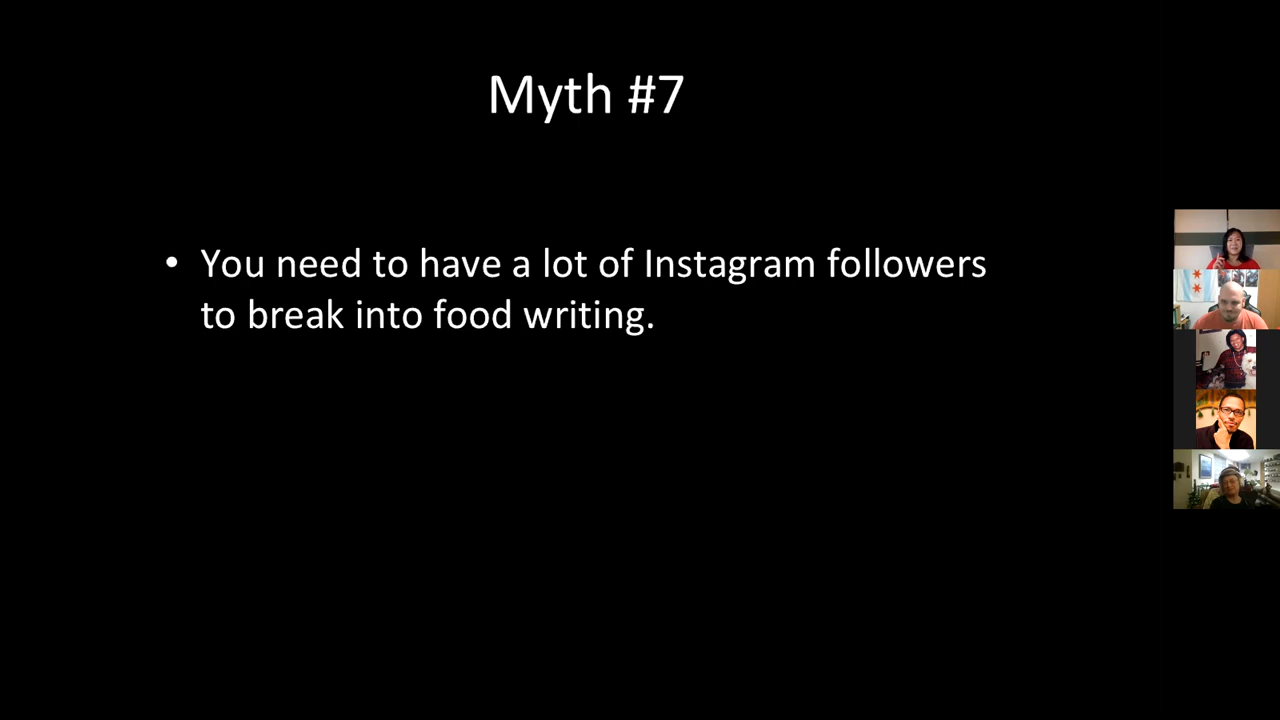 Myth #7
• You need to have a lot of Instagram followers
to break into food writing.